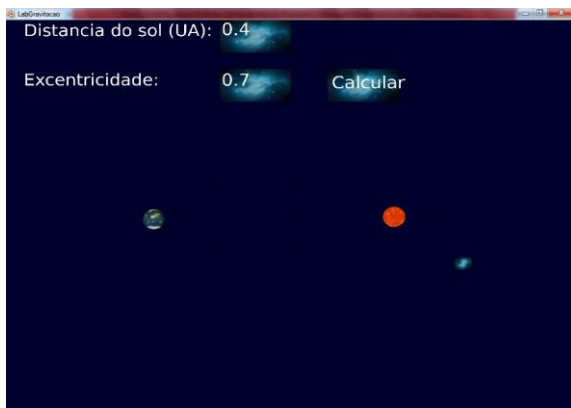 LabGravitacao
Distancia do sol (UA): 0.4
Excentricidade: 0.7 Calcular